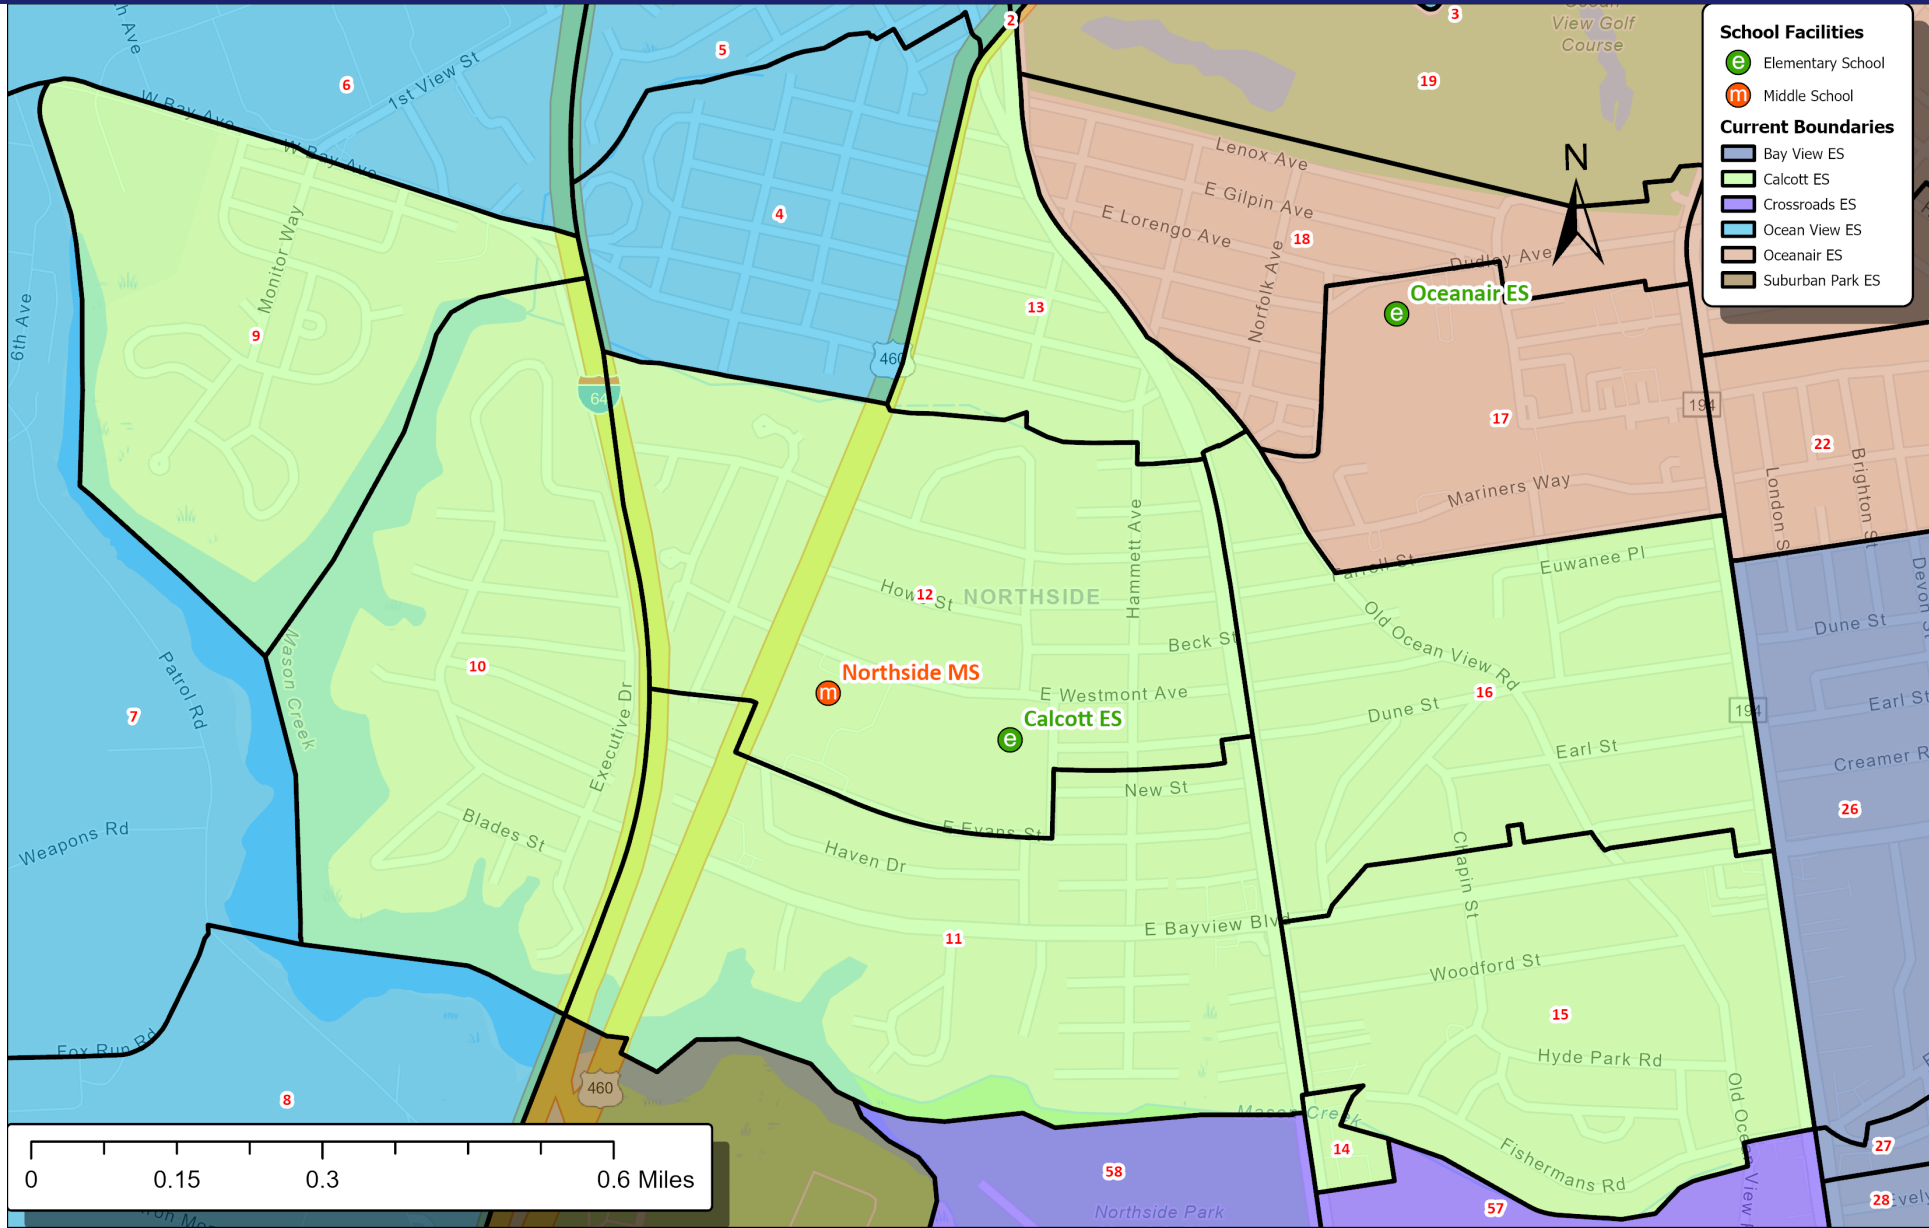 2
3
Ocean
View Golf
Course
School Facilities
e Elementary School
m Middle School
Current Boundaries
Bay View ES
Calcott ES
Crossroads ES
Ocean View ES
Oceanair ES
Suburban Park ES
N
5
6
1st View St
19
W Bay Ave
W Bay Ave
Lenox Ave
E Gilpin Ave
E Lorengo Ave
18
4
Monitor Way
Norfolk Ave
Dudley Ave
Oceanair ES
e
13
6th Ave
9
460
64
194
17
22
Mariners Way
London S
Brighton St
Hammett Ave
Farrell St
Euwanee Pl
Howe St
12
NORTHSIDE
Old Ocean View Rd
Dune St
Beck St
Mason Creek
Patrol Rd
10
Northside MS
m
E Westmont Ave
16
Dune St
Earl St
194
7
Calcott ES
e
Executive Dr
Earl St
Creamer R
New St
26
Weapons Rd
Blades St
E Evans St
Haven Dr
Chapin St
11
E Bayview Blvd
Woodford St
15
Fox Run Rd
Hyde Park Rd
460
8
Mason Creek
Old Ocean View R
14
Fishermans Rd
27
58
57
28
Evely
Northside Park
0 0.15 0.3 0.6 Miles